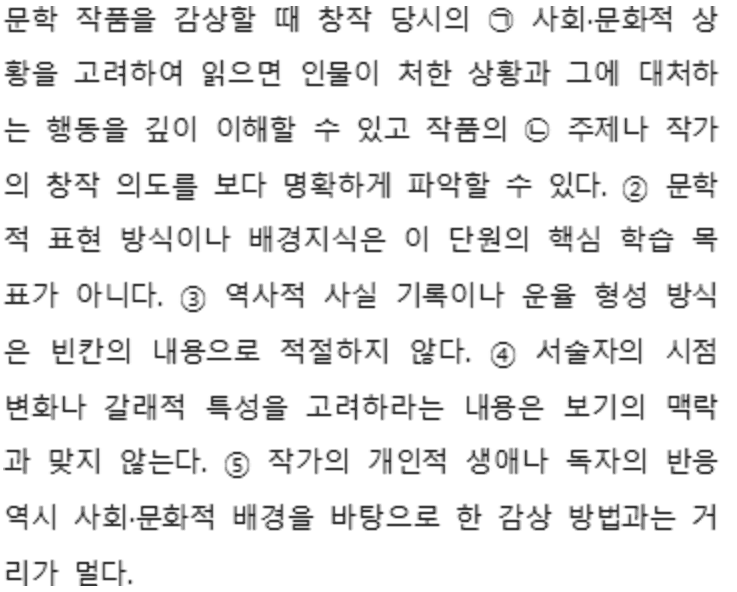 문학 작품을 감상할 때 창작 당시의 ㉠ 사회·문화적 상
황을 고려하여 읽으면 인물이 처한 상황과 그에 대처하
는 행동을 깊이 이해할 수 있고 작품의 ㉡ 주제나 작가
의 창작 의도를 보다 명확하게 파악할 수 있다. ② 문학
적 표현 방식이나 배경지식은 이 단원의 핵심 학습 목
표가 아니다. ③ 역사적 사실 기록이나 운율 형성 방식
은 빈칸의 내용으로 적절하지 않다. ④ 서술자의 시점
변화나 갈래적 특성을 고려하라는 내용은 보기의 맥락
과 맞지 않는다. ⑤ 작가의 개인적 생애나 독자의 반응
역시 사회·문화적 배경을 바탕으로 한 감상 방법과는 거
리가 멀다.